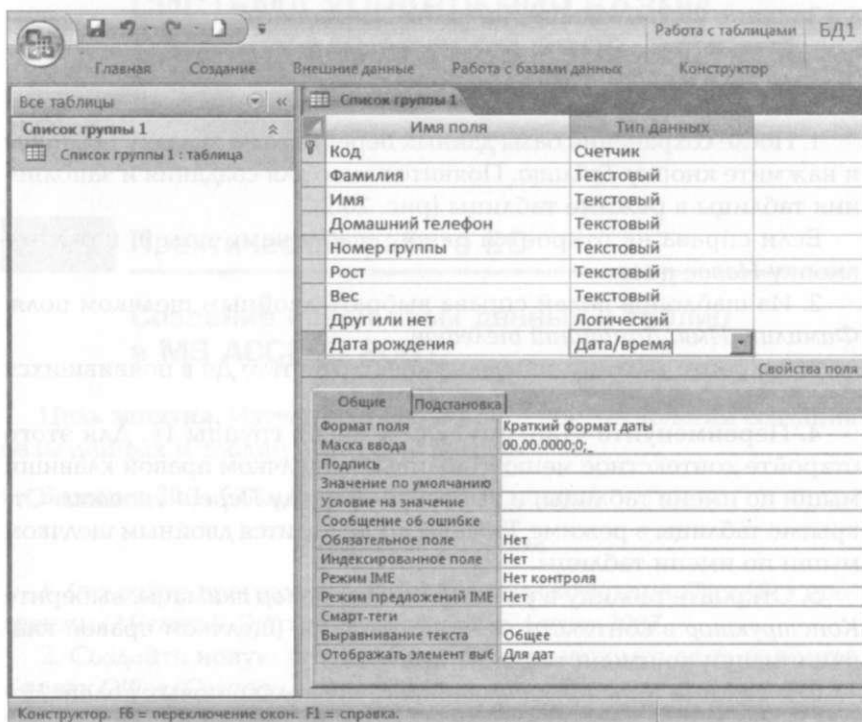 Работа с таблицами БД1
Главная Создание Внешние данные Работа с базами данных Конструктор
Все таблицы
Список группы 1
Список группы 1 : таблица
Список группы 1
Имя поля Тип данных
Код Счетчик
Фамилия Текстовый
Имя Текстовый
Домашний телефон Текстовый
Номер группы Текстовый
Рост Текстовый
Вес Текстовый
Друг или нет Логический
Дата рождения Дата/время
Свойства поля
Общие Подстановка
Формат поля Краткий формат даты
Маска ввода 00.00.0000;0;_
Подпись
Значение по умолчанию
Условие на значение
Сообщение об ошибке
Обязательное поле Нет
Индексированное поле Нет
Режим IME Нет контроля
Режим предложений IME Нет
Смарт-теги
Выравнивание текста Общее
Отображать элемент выб Для дат
Конструктор. F6 = переключение окон. F1 = справка.